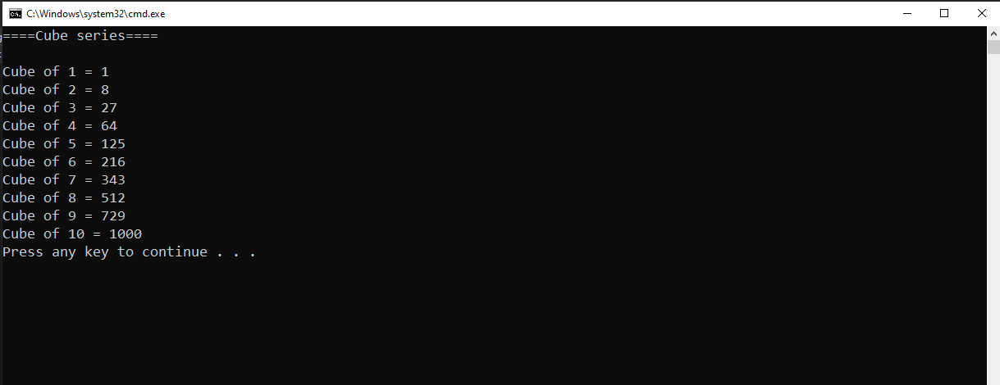 C:\Windows\system32\cmd.exe
====Cube series====
Cube of 1 = 1
Cube of 2 = 8
Cube of 3 = 27
Cube of 4 = 64
Cube of 5 = 125
Cube of 6 = 216
Cube of 7 = 343
Cube of 8 = 512
Cube of 9 = 729
Cube of 10 = 1000
Press any key to continue . . .